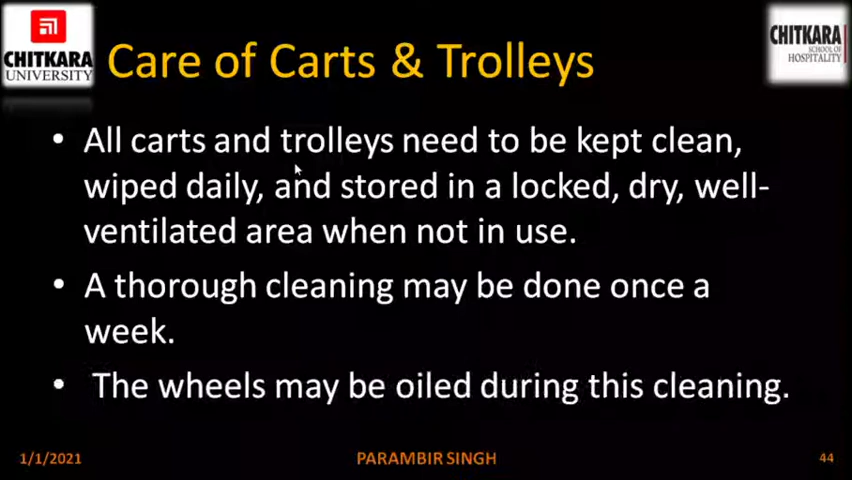 CHITKARA
UNIVERSITY
Care of Carts & Trolleys
CHITKARA
SCHOOL OF
HOSPITALITY
• All carts and trolleys need to be kept clean,
wiped daily, and stored in a locked, dry, well-
ventilated area when not in use.
• A thorough cleaning may be done once a
week.
• The wheels may be oiled during this cleaning.
1/1/2021
PARAMBIR SINGH
44